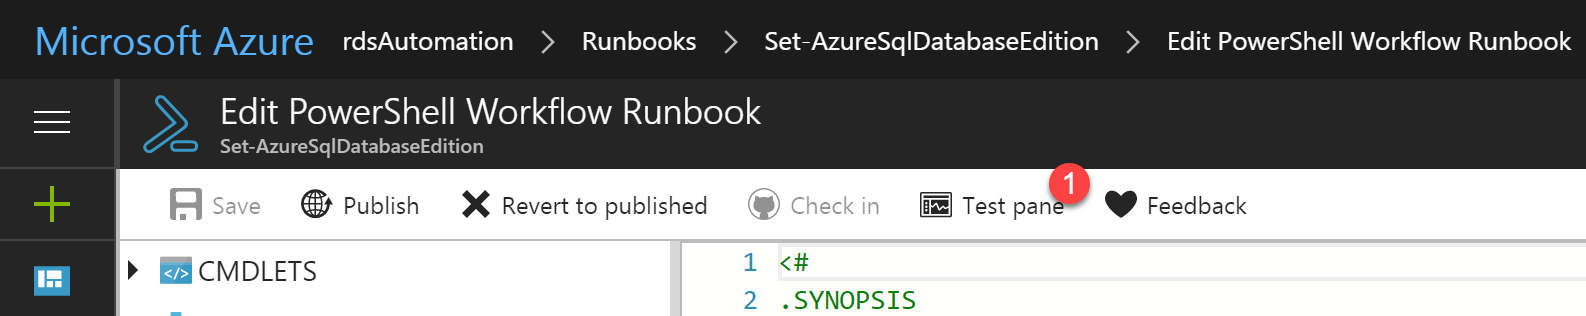 Microsoft Azure rdsAutomation > Runbooks > Set-AzureSqlDatabaseEdition > Edit PowerShell Workflow Runbook
Edit PowerShell Workflow Runbook
Set-AzureSqlDatabaseEdition
Save Publish Revert to published Check in Test pane 1 Feedback
CMDLETS
1 <#
2 .SYNOPSIS